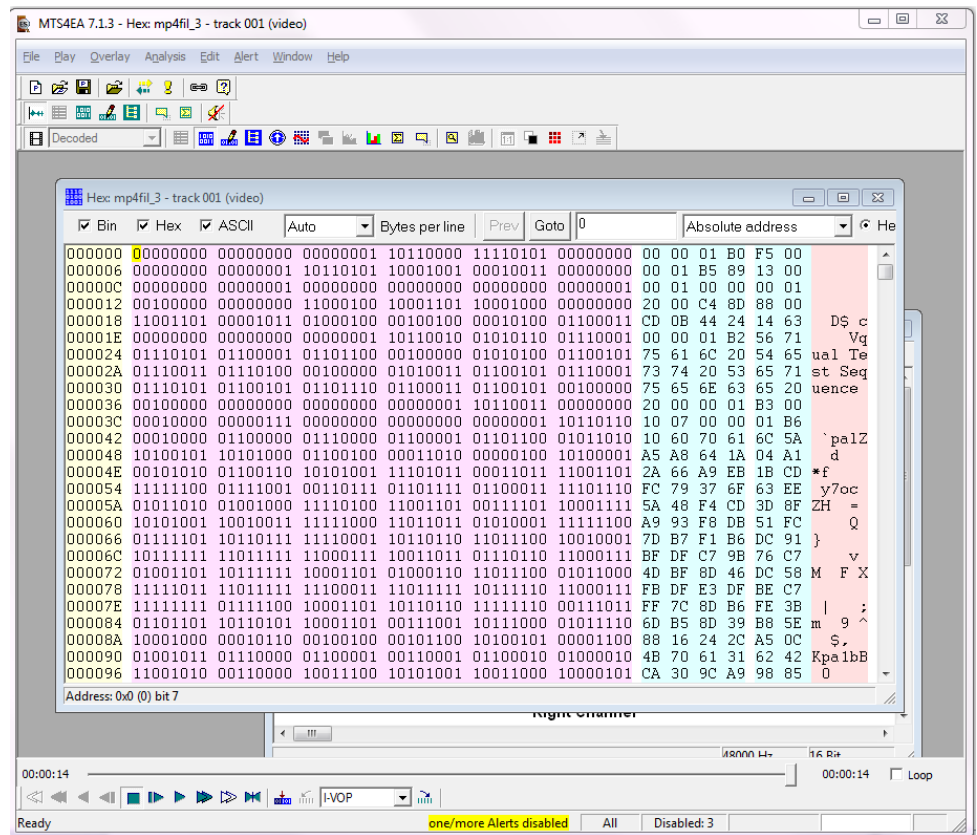 MTS4EA 7.1.3 - Hex: mp4fil_3 - track 001 (video)
File Play Overlay Analysis Edit Alert Window Help
Decoded
Hex: mp4fil_3 - track 001 (video)
Bin Hex ASCII Auto Bytes per line Prev Goto 0 Absolute address He
000000 00000000 00000000 00000001 10110000 11110101 00000000 00 00 01 B0 F5 00
000006 00000000 00000001 10110101 10001001 00010011 00000000 00 01 B5 89 13 00
00000C 00000000 00000001 00000000 00000000 00000000 00000001 00 01 00 00 00 01
000012 00100000 00000000 11000100 10001101 10001000 00000000 20 00 C4 8D 88 00
000018 11001101 00001011 01000100 00100100 00010100 01100011 CD 0B 44 24 14 63 D$ c
00001E 00000000 00000000 00000001 10110010 01010110 01110001 00 00 01 B2 56 71 Vq
000024 01110101 01100001 01101100 00100000 01010100 01100101 75 61 6C 20 54 65 ual Te
00002A 01110011 01110100 00100000 01010011 01100101 01110001 73 74 20 53 65 71 st Seq
000030 01110101 01100101 01101110 01100011 01100101 00100000 75 65 6E 63 65 20 uence
000036 00100000 00000000 00000000 00000001 10110011 00000000 20 00 00 01 B3 00
00003C 00010000 00000111 00000000 00000000 00000001 10110110 10 07 00 00 01 B6
000042 00010000 01100000 01110000 01100001 01101100 01011010 10 60 70 61 6C 5A `palZ
000048 10100101 10101000 01100100 00011010 00000100 10100001 A5 A8 64 1A 04 A1 d
00004E 00101010 01100110 10101001 11101011 00011011 11001101 2A 66 A9 EB 1B CD *f
000054 11111100 01111001 00110111 01101111 01100011 11101110 FC 79 37 6F 63 EE y7oc
00005A 01011010 01001000 11110100 11001101 00111101 10001111 5A 48 F4 CD 3D 8F ZH =
000060 10101001 10010011 11111000 11011011 01010001 11111100 A9 93 F8 DB 51 FC Q
000066 01111101 10110111 11110001 10110110 11011100 10010001 7D B7 F1 B6 DC 91 }
00006C 10111111 11011111 11000111 10011011 01110110 11000111 BF DF C7 9B 76 C7 v
000072 01001101 10111111 10001101 01000110 11011100 01011000 4D BF 8D 46 DC 58 M F X
000078 11111011 11011111 11100011 11011111 10111110 11000111 FB DF E3 DF BE C7
00007E 11111111 01111100 10001101 10110110 11111110 00111011 FF 7C 8D B6 FE 3B | ;
000084 01101101 10110101 10001101 00111001 10111000 01011110 6D B5 8D 39 B8 5E m 9 ^
00008A 10001000 00010110 00100100 00101100 10100101 00001100 88 16 24 2C A5 0C $,
000090 01001011 01110000 01100001 00110001 01100010 01000010 4B 70 61 31 62 42 Kpa1bB
000096 11001010 00110000 10011100 10101001 10011000 10000101 CA 30 9C A9 98 85 0
Address: 0x0 (0) bit 7
Right Channel
48000 Hz 16 Bit
00:00:14 00:00:14 Loop
I-VOP
Ready one/more Alerts disabled All Disabled: 3